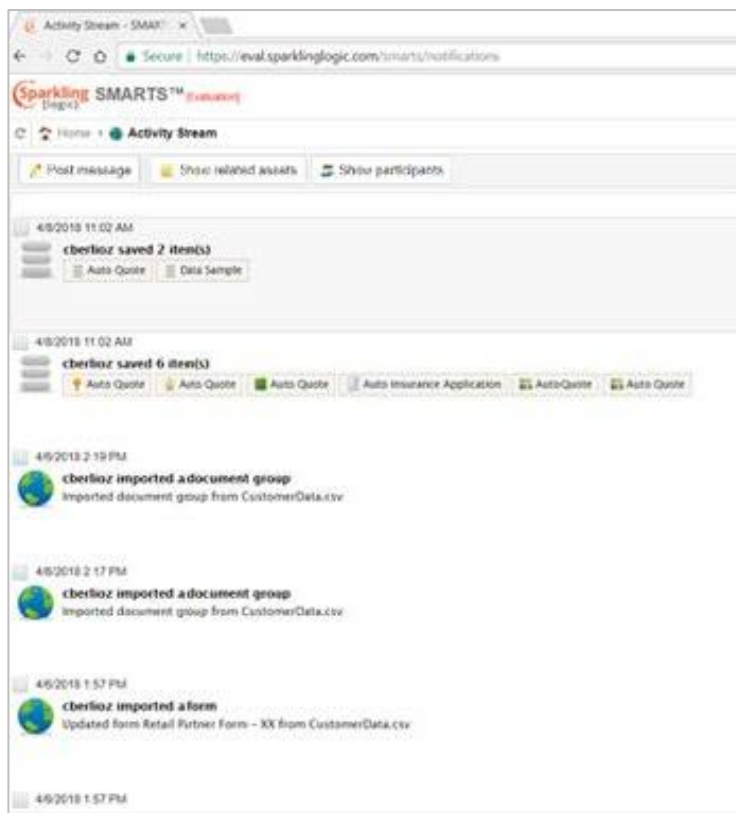 Activity Stream - SMAR
Secure | https://eval.sparklinglogic.com/smarts/notifications
Sparkling logic SMARTS™ (Evaluation)
Home › Activity Stream
Post message Show related assets Show participants
4/8/2018 11:02 AM
cberlioz saved 2 item(s)
Auto Quote Data Sample
4/8/2018 11:02 AM
cberlioz saved 6 item(s)
Auto Quote Auto Quote Auto Quote Auto Insurance Application AutoQuote Auto Quote
4/6/2018 2:19 PM
cberlioz imported a document group
Imported document group from CustomerData.csv
4/6/2018 2:17 PM
cberlioz imported a document group
Imported document group from CustomerData.csv
4/6/2018 1:57 PM
cberlioz imported a form
Updated form Retail Partner Form – XX from CustomerData.csv
4/6/2018 1:57 PM